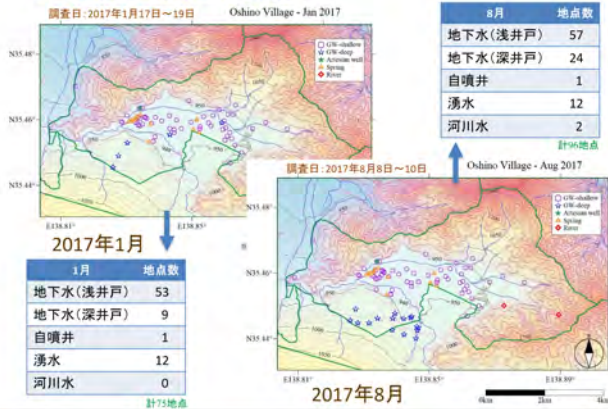 調査日：2017年1月17日～19日
Oshino Village - Jan 2017
GW-shallow
GW-deep
Artesian well
Spring
River
N35.48°
N35.46°
N35.44°
E138.81°
E138.85°
2017年1月
1月 地点数
地下水（浅井戸） 53
地下水（深井戸） 9
自噴井 1
湧水 12
河川水 0
計75地点
8月 地点数
地下水（浅井戸） 57
地下水（深井戸） 24
自噴井 1
湧水 12
河川水 2
計96地点
調査日：2017年8月8日～10日
Oshino Village - Aug 2017
GW-shallow
GW-deep
Artesian well
Spring
River
N35.48°
N35.46°
N35.44°
E138.81°
E138.85°
E138.89°
2017年8月
0km 2km 4km